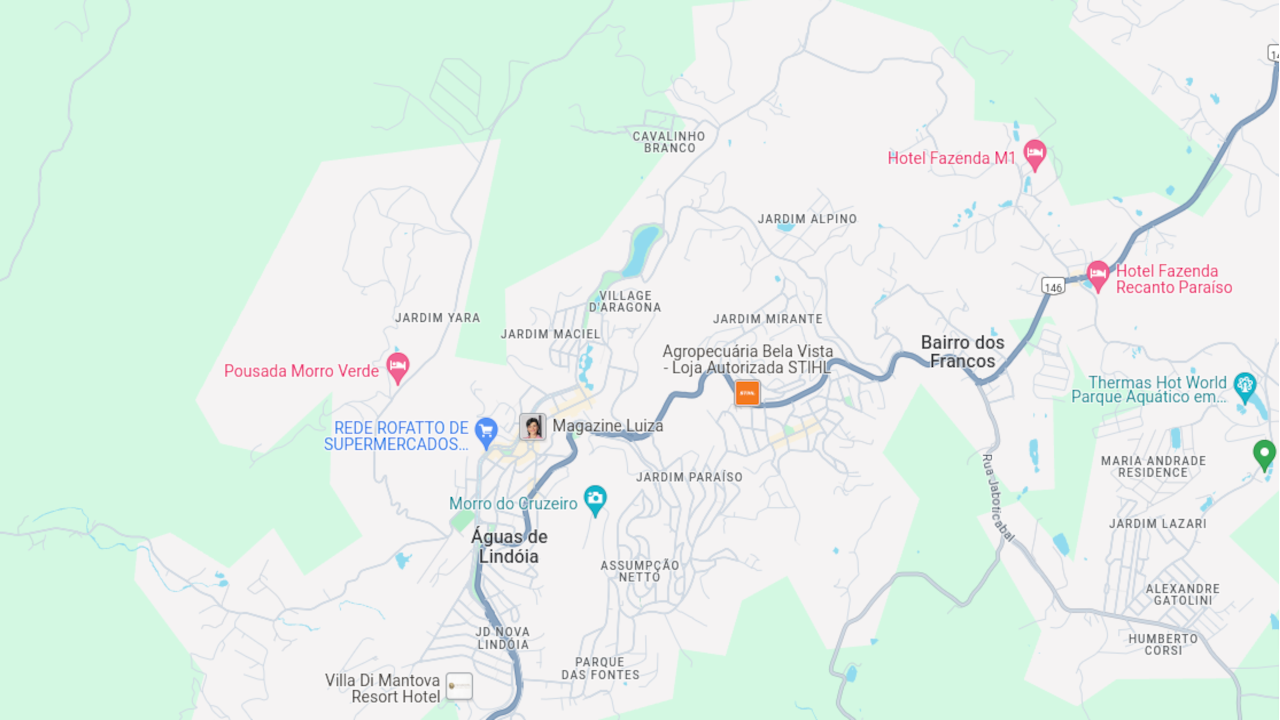 CAVALINHO
BRANCO
Hotel Fazenda M1
JARDIM ALPINO
Hotel Fazenda
Recanto Paraíso
146
VILLAGE
D'ARAGONA
JARDIM YARA
JARDIM MACIEL
JARDIM MIRANTE
Agropecuária Bela Vista
- Loja Autorizada STIHL
STIHL
Bairro dos
Francos
Pousada Morro Verde
Thermas Hot World
Parque Aquático em...
REDE ROFATTO DE
SUPERMERCADOS...
Magazine Luiza
JARDIM PARAÍSO
MARIA ANDRADE
RESIDENCE
Rua Jaboticabal
Morro do Cruzeiro
JARDIM LAZARI
Águas de
Lindóia
ASSUMPÇÃO
NETTO
ALEXANDRE
GATOLINI
JD NOVA
LINDÓIA
HUMBERTO
CORSI
PARQUE
DAS FONTES
Villa Di Mantova
Resort Hotel